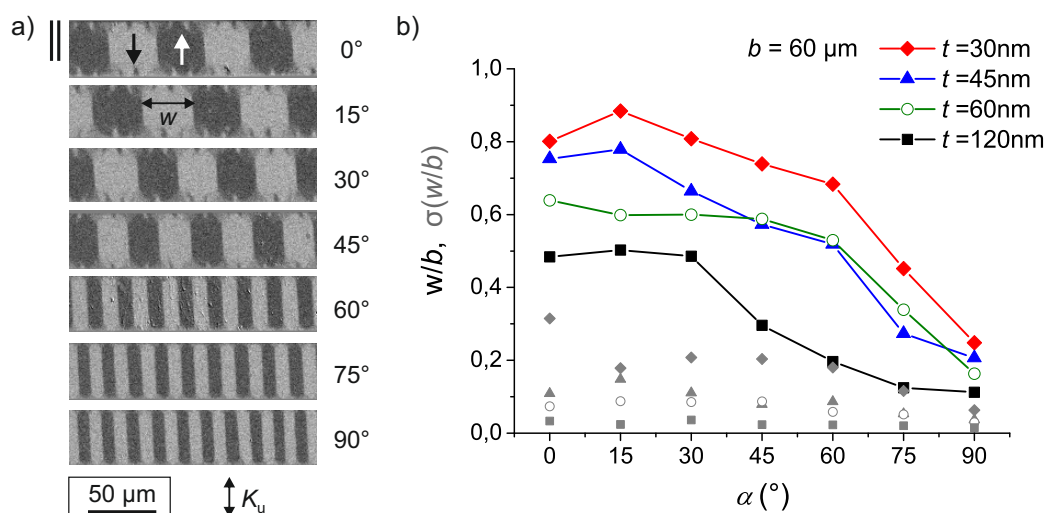 a)
0°
15°
w
30°
45°
60°
75°
90°
50 µm
Ku
b)
b = 60 µm
t =30nm
t =45nm
t =60nm
t =120nm
w/b, σ(w/b)
1,0
0,8
0,6
0,4
0,2
0,0
0 15 30 45 60 75 90
α (°)